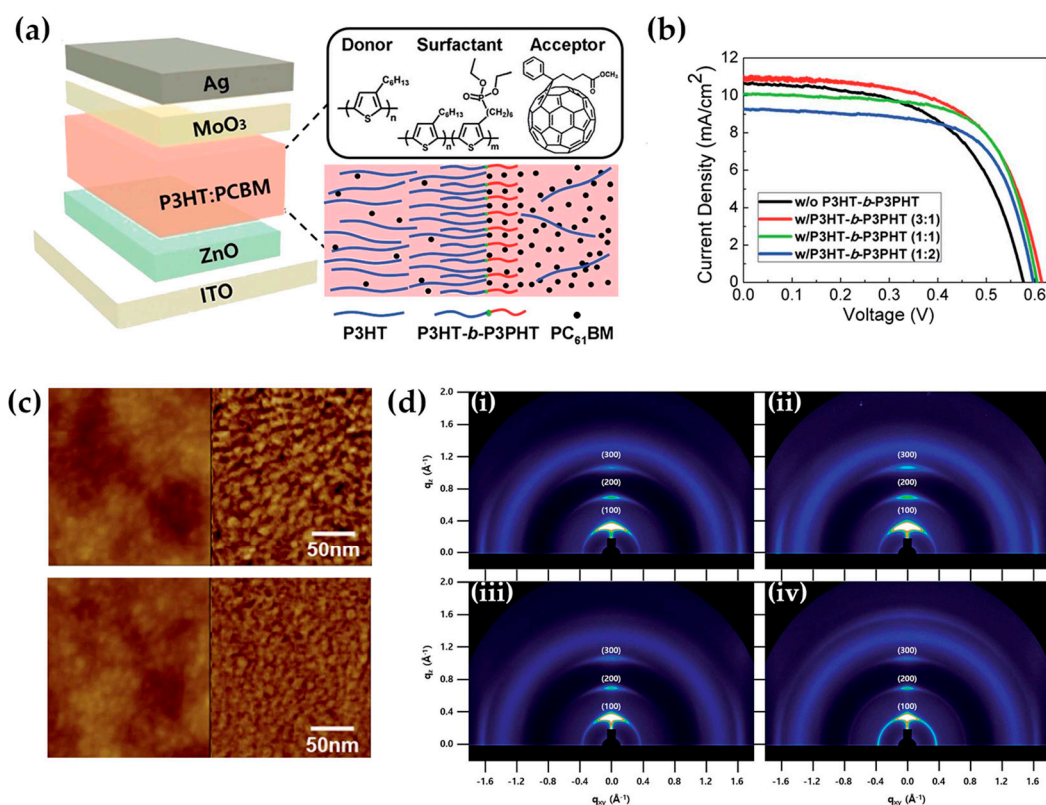 (a)
Ag
MoO3
P3HT:PCBM
ZnO
ITO
Donor Surfactant Acceptor
C6H13
S
n
O O
P
O
C6H13 (CH2)6
S
n
S
m
O
OCH3
P3HT P3HT-b-P3PHT PC61BM
(b)
Current Density (mA/cm2)
12
10
8
6
4
2
0
w/o P3HT-b-P3PHT
w/P3HT-b-P3PHT (3:1)
w/P3HT-b-P3PHT (1:1)
w/P3HT-b-P3PHT (1:2)
0.0 0.1 0.2 0.3 0.4 0.5 0.6
Voltage (V)
(c)
50nm
50nm
(d)
(i)
(ii)
2.0
1.6
1.2
0.8
0.4
0.0
qz (Å-1)
(300)
(200)
(100)
(300)
(200)
(100)
(iii)
(iv)
2.0
1.6
1.2
0.8
0.4
0.0
qz (Å-1)
(300)
(200)
(100)
(300)
(200)
(100)
-1.6 -1.2 -0.8 -0.4 0.0 0.4 0.8 1.2 1.6
qxy (Å-1)
-1.6 -1.2 -0.8 -0.4 0.0 0.4 0.8 1.2 1.6
qxy (Å-1)